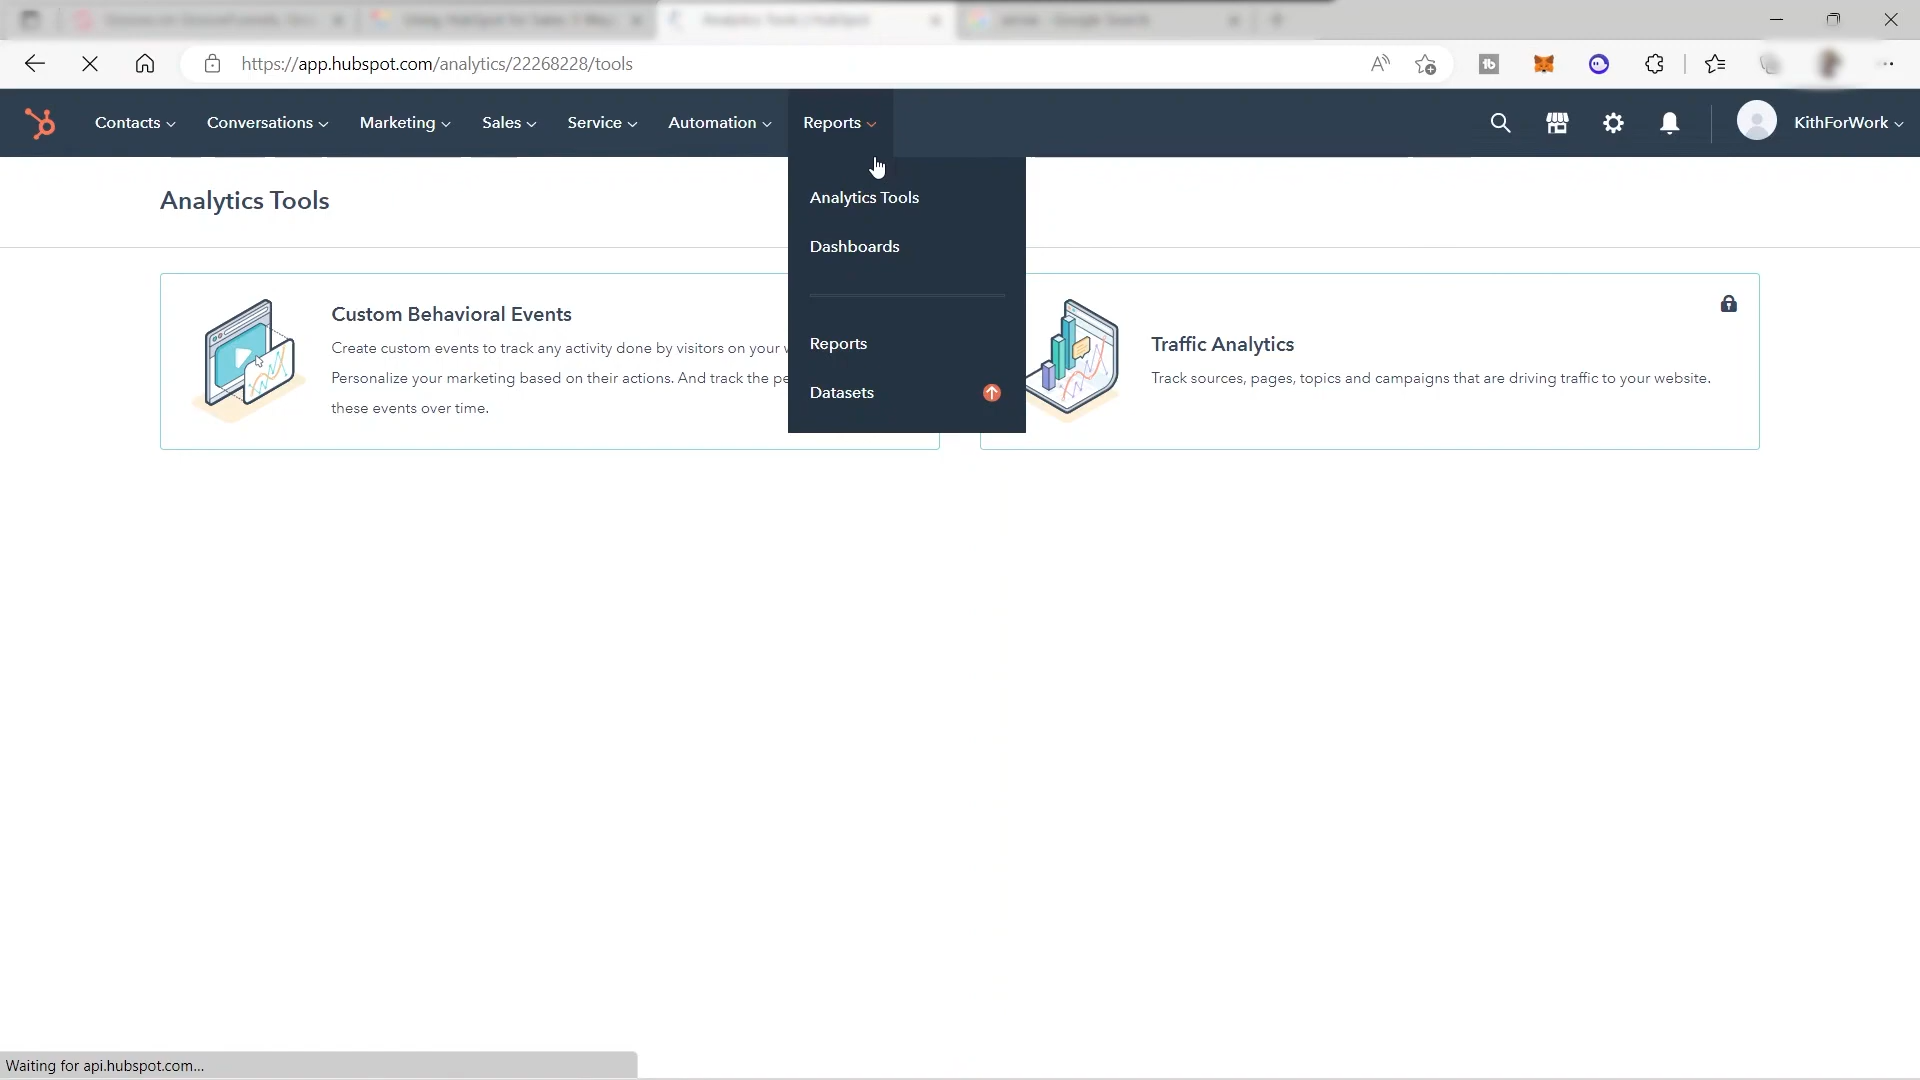 https://app.hubspot.com/analytics/22268228/tools
Contacts
Conversations
Marketing
Sales
Service
Automation
Reports
KithForWork
Analytics Tools
Dashboards
Reports
Datasets
Analytics Tools
Custom Behavioral Events
Create custom events to track any activity done by visitors on your
Personalize your marketing based on their actions. And track the
these events over time.
Traffic Analytics
Track sources, pages, topics and campaigns that are driving traffic to your website.
Waiting for api.hubspot.com...